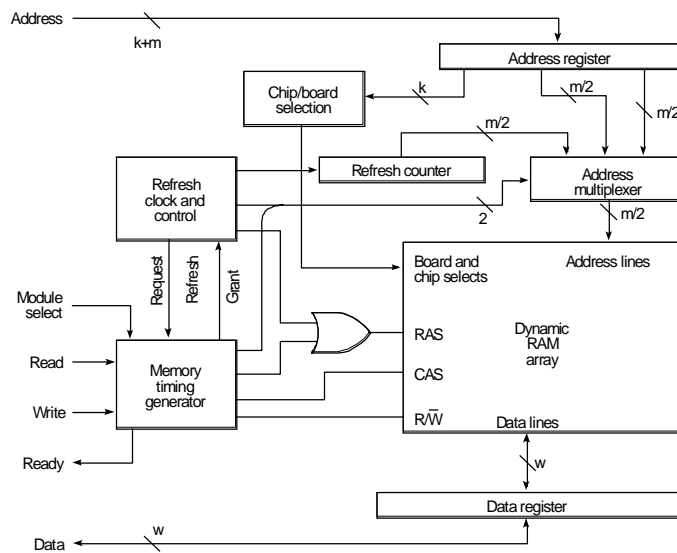 Address
k+m
Address register
Chip/board
selection
k
m/2
m/2
m/2
Refresh counter
Refresh
clock and
control
Address
multiplexer
2
m/2
Request
Refresh
Grant
Board and
chip selects
Address lines
Module
select
RAS
Dynamic
RAM
array
Read
Memory
timing
generator
CAS
Write
R/W̅
Data lines
Ready
w
Data register
w
Data